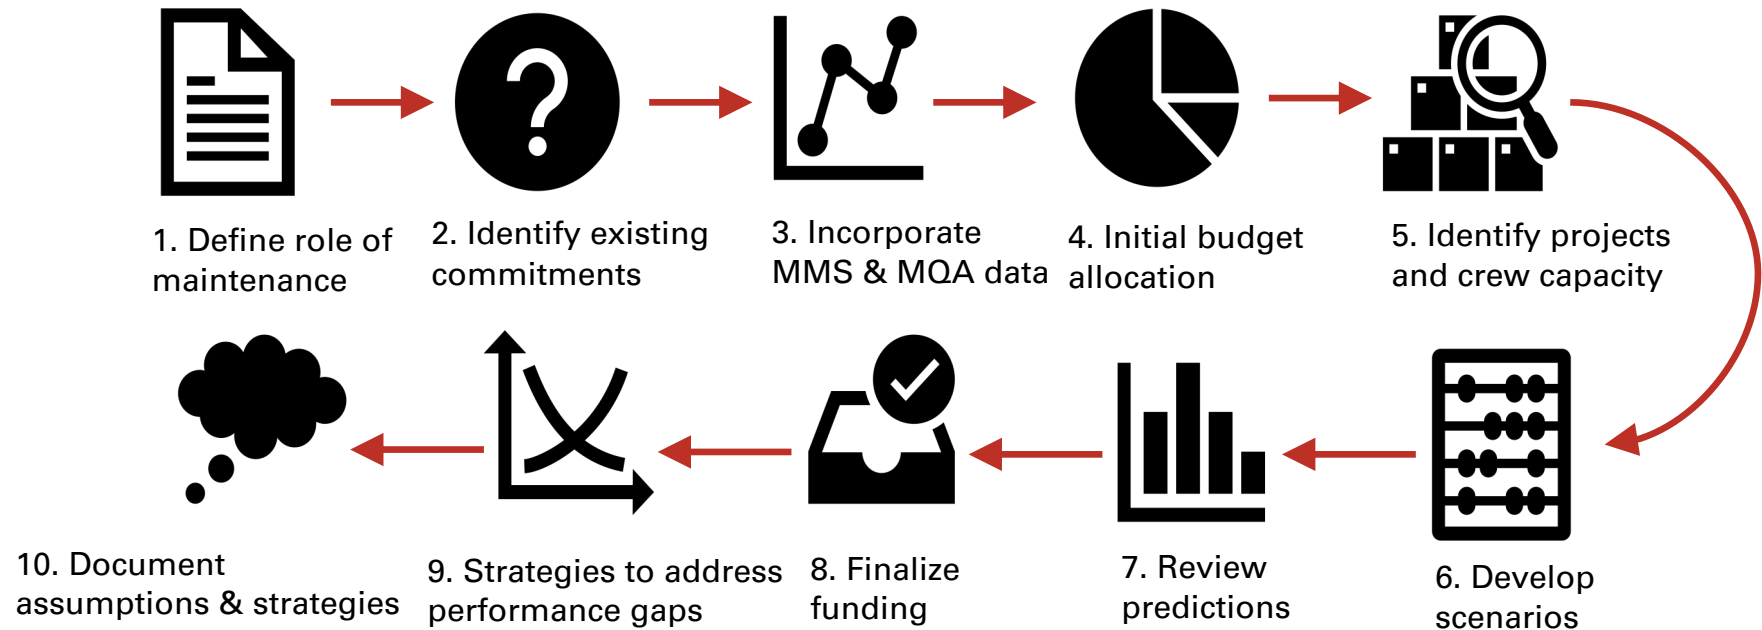 1. Define role of
maintenance
2. Identify existing
commitments
3. Incorporate
MMS & MQA data
4. Initial budget
allocation
5. Identify projects
and crew capacity
6. Develop
scenarios
7. Review
predictions
8. Finalize
funding
9. Strategies to address
performance gaps
10. Document
assumptions & strategies